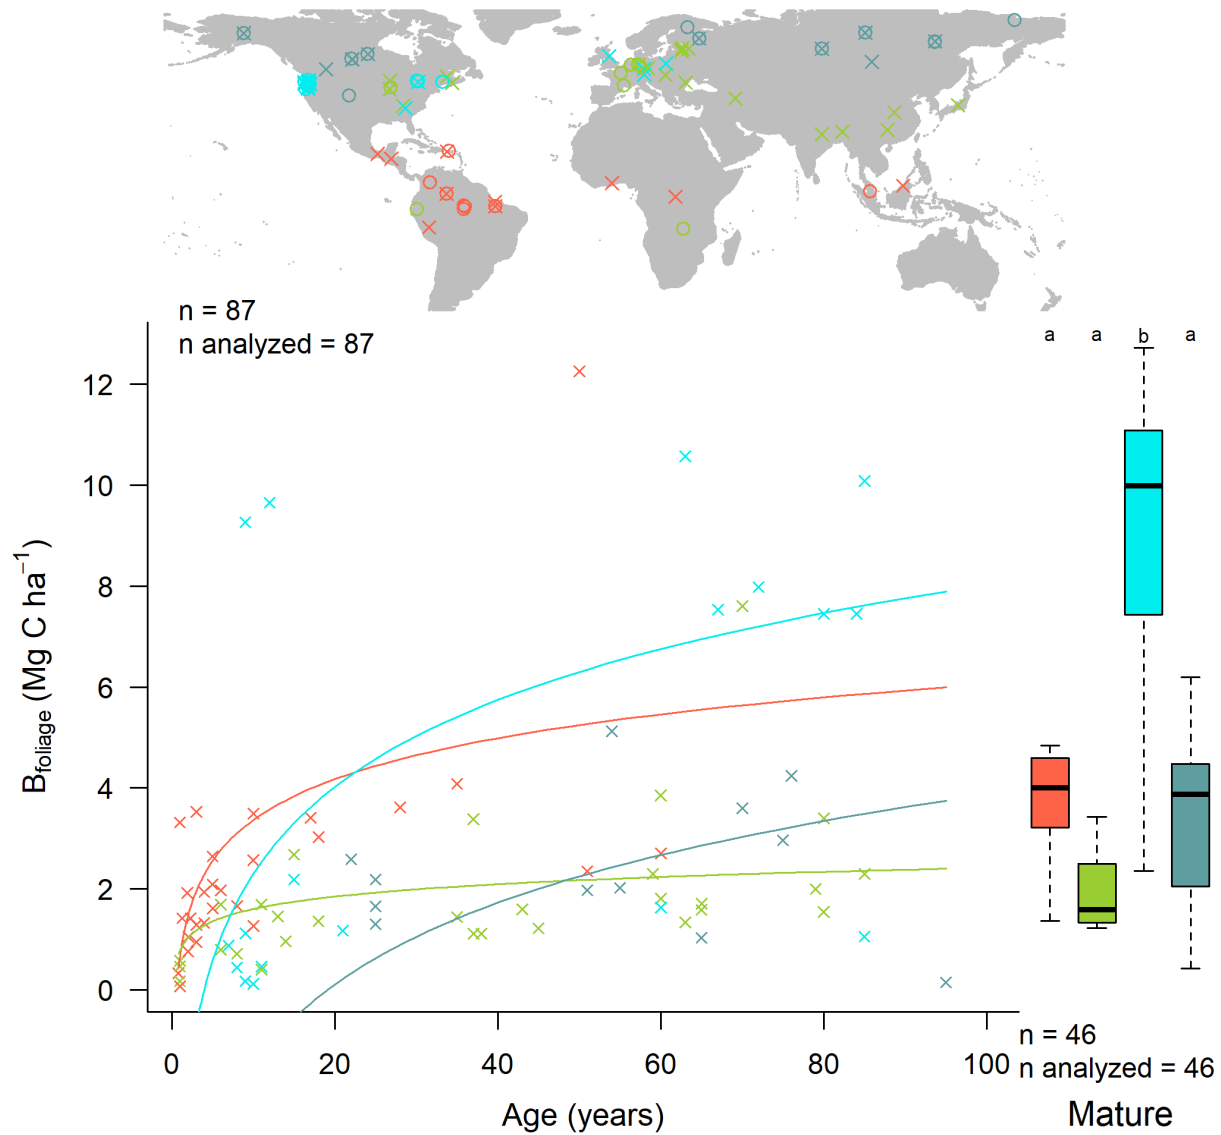 n = 87
n analyzed = 87
a a b a
12
10
8
6
4
2
0
B_foliage (Mg C ha⁻¹)
0 20 40 60 80 100
Age (years)
n = 46
n analyzed = 46
Mature